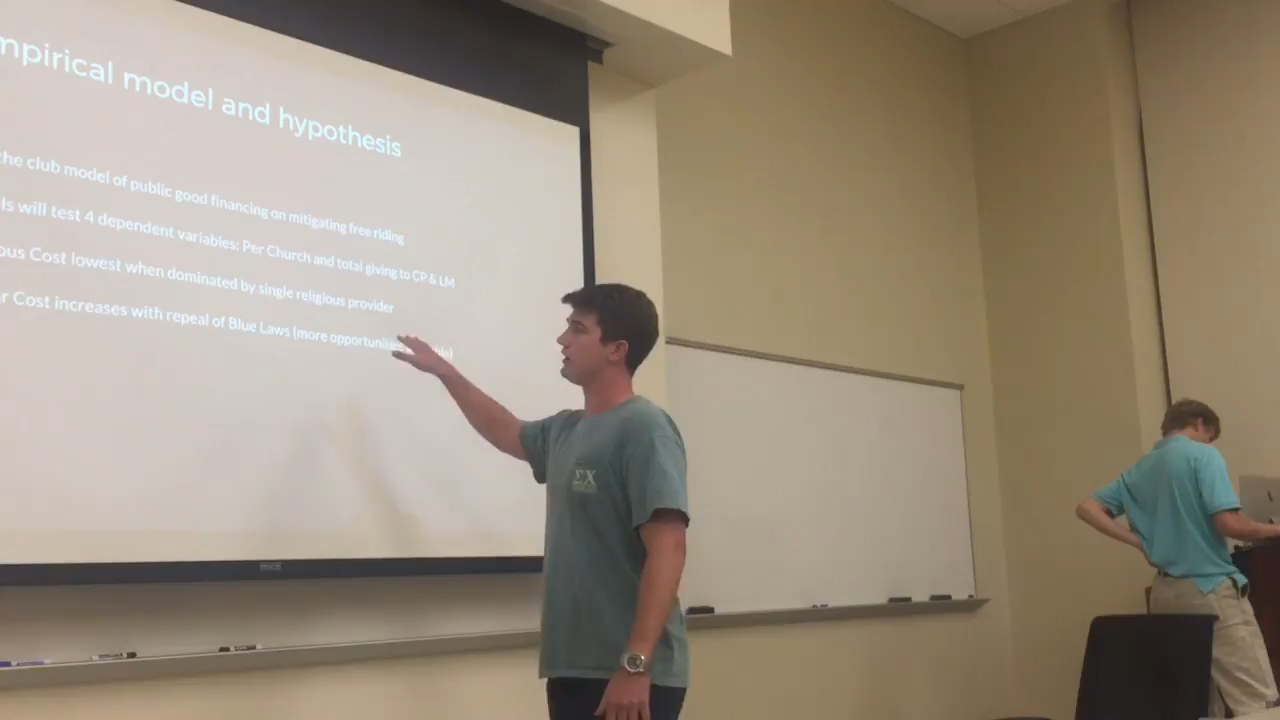 mpirical model and hypothesis
the club model of public good financing on mitigating free riding
ls will test 4 dependent variables: Per Church and total giving to CP & LM
ous Cost lowest when dominated by single religious provider
r Cost increases with repeal of Blue Laws (more opportunities
ΣΧ